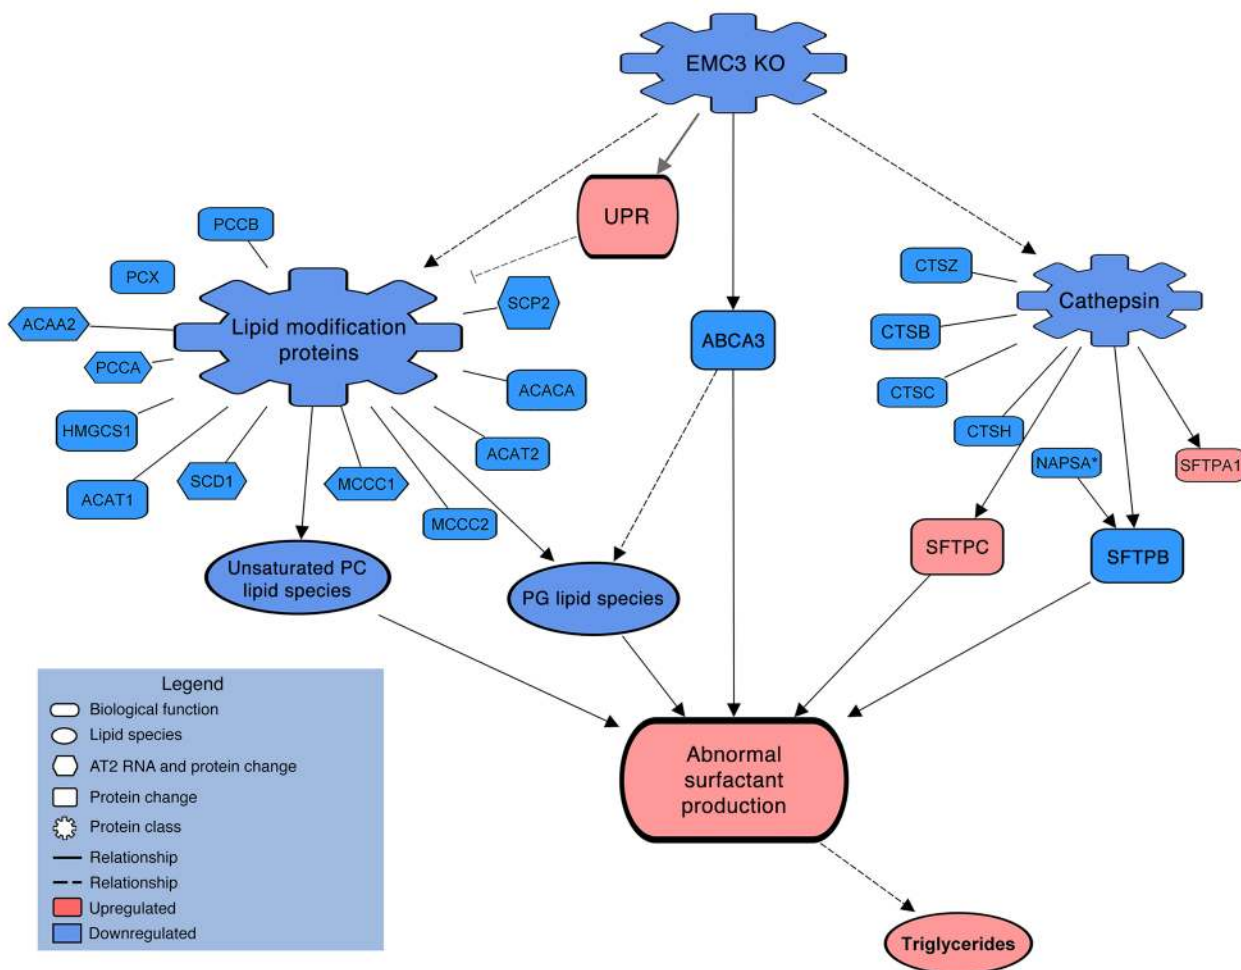 EMC3 KO
UPR
PCCB
PCX
ACAA2
PCCA
HMGCS1
ACAT1
SCD1
MCCC1
MCCC2
ACAT2
ACACA
SCP2
Lipid modification
proteins
ABCA3
CTSZ
Cathepsin
CTSB
CTSC
CTSH
NAPSA*
SFTPA1
SFTPC
SFTPB
Unsaturated PC
lipid species
PG lipid species
Abnormal
surfactant
production
Triglycerides
Legend
Biological function
Lipid species
AT2 RNA and protein change
Protein change
Protein class
Relationship
Relationship
Upregulated
Downregulated